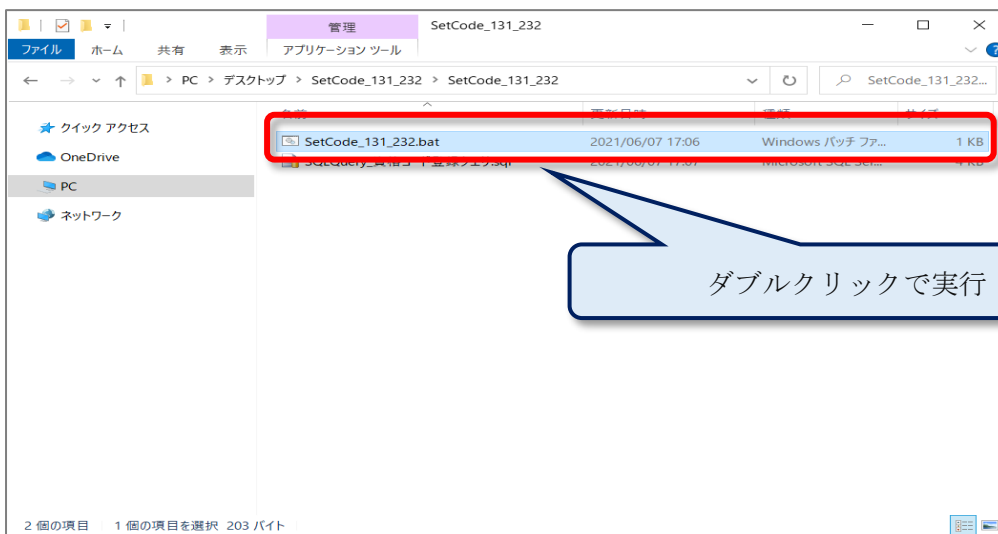 管理 SetCode_131_232
ファイル ホーム 共有 表示 アプリケーション ツール
PC > デスクトップ > SetCode_131_232 > SetCode_131_232 SetCode_131_232...
クイック アクセス
SetCode_131_232.bat 2021/06/07 17:06 Windows バッチ ファ... 1 KB
OneDrive
PC
ネットワーク
ダブルクリックで実行
2 個の項目 1 個の項目を選択 203 バイト